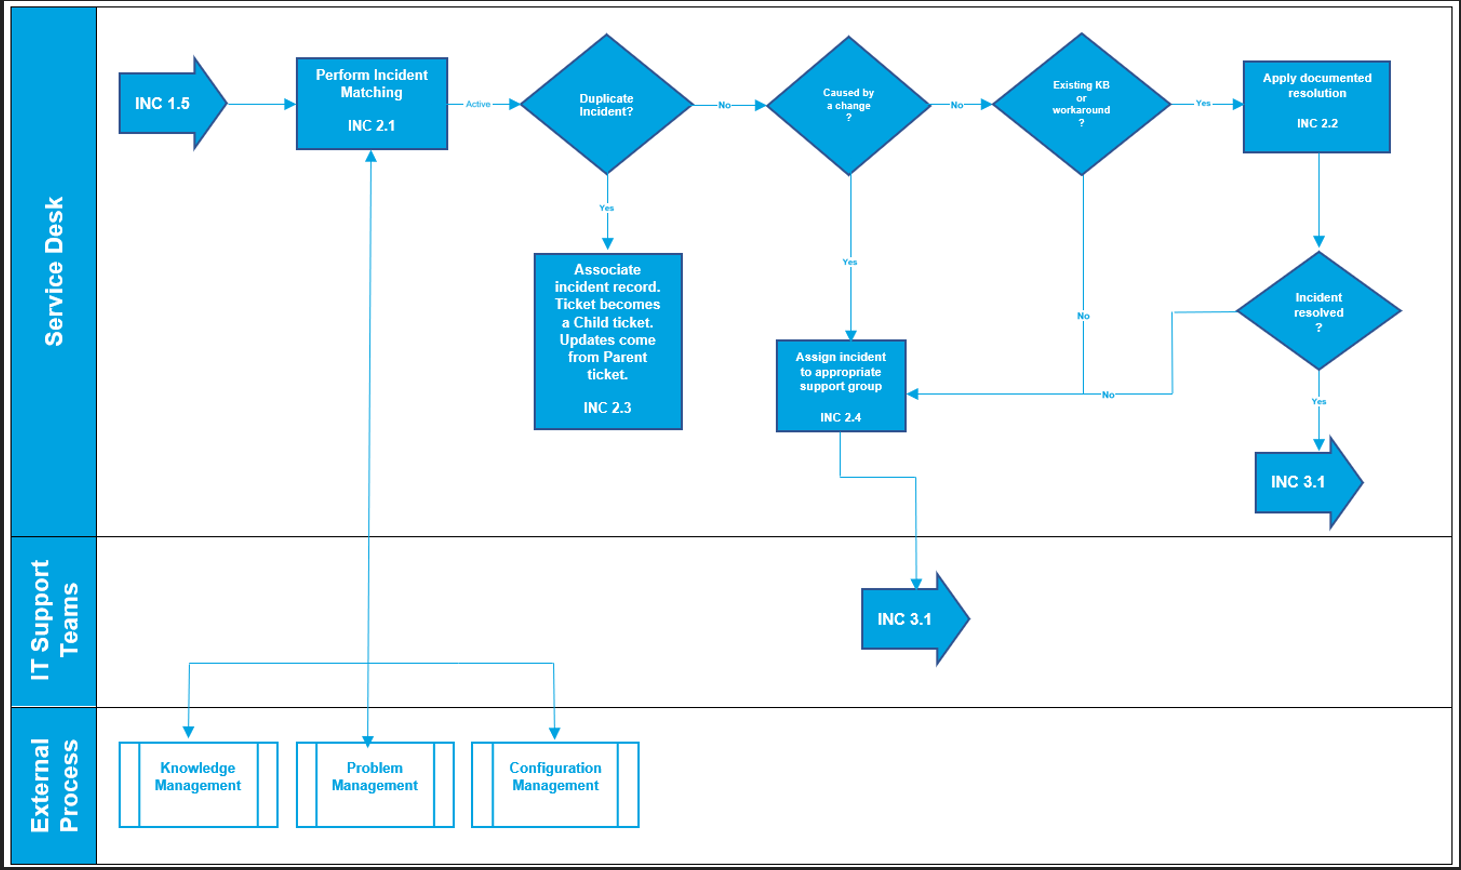 Service Desk
INC 1.5
Perform Incident
Matching
INC 2.1
Active
Duplicate
Incident?
No
Caused by
a change
?
No
Existing KB
or
workaround
?
Yes
Apply documented
resolution
INC 2.2
Yes
Associate
incident record.
Ticket becomes
a Child ticket.
Updates come
from Parent
ticket.
INC 2.3
Yes
Assign incident
to appropriate
support group
INC 2.4
No
No
Incident
resolved
?
Yes
INC 3.1
IT Support
Teams
INC 3.1
External
Process
Knowledge
Management
Problem
Management
Configuration
Management